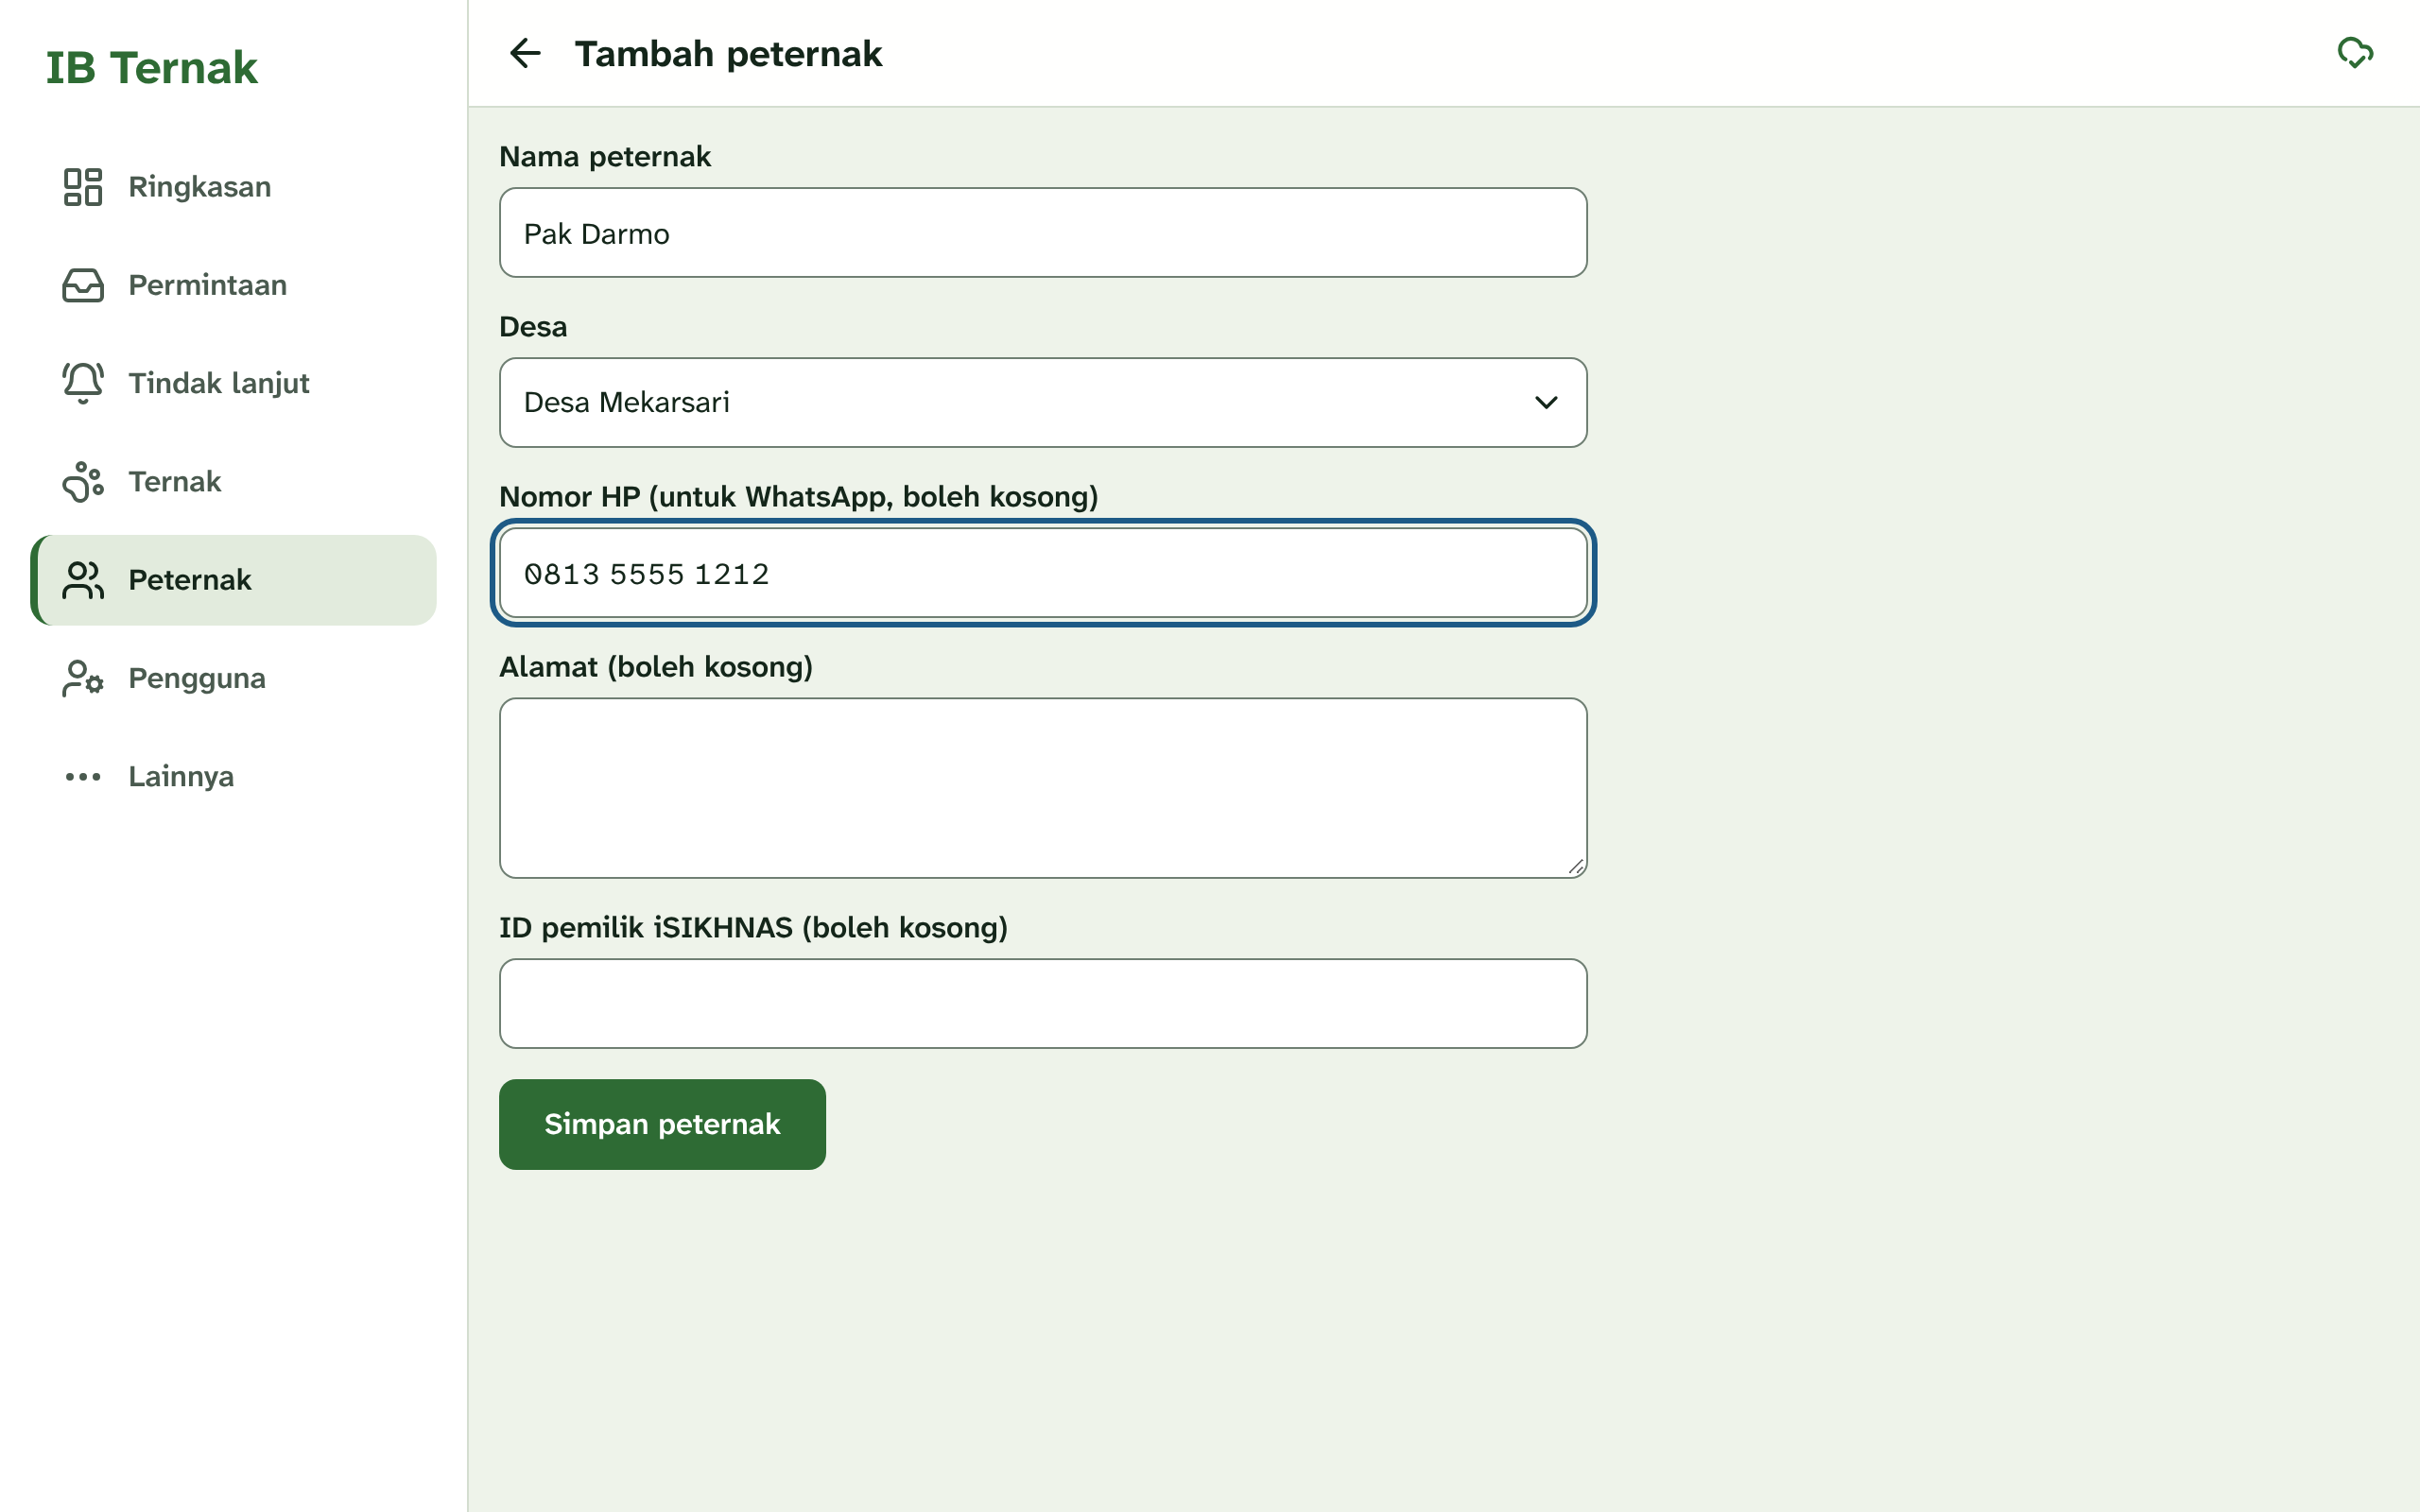 IB Ternak
Ringkasan
Permintaan
Tindak lanjut
Ternak
Peternak
Pengguna
Lainnya
Tambah peternak
Nama peternak
Pak Darmo
Desa
Desa Mekarsari
Nomor HP (untuk WhatsApp, boleh kosong)
0813 5555 1212
Alamat (boleh kosong)
ID pemilik iSIKHNAS (boleh kosong)
Simpan peternak